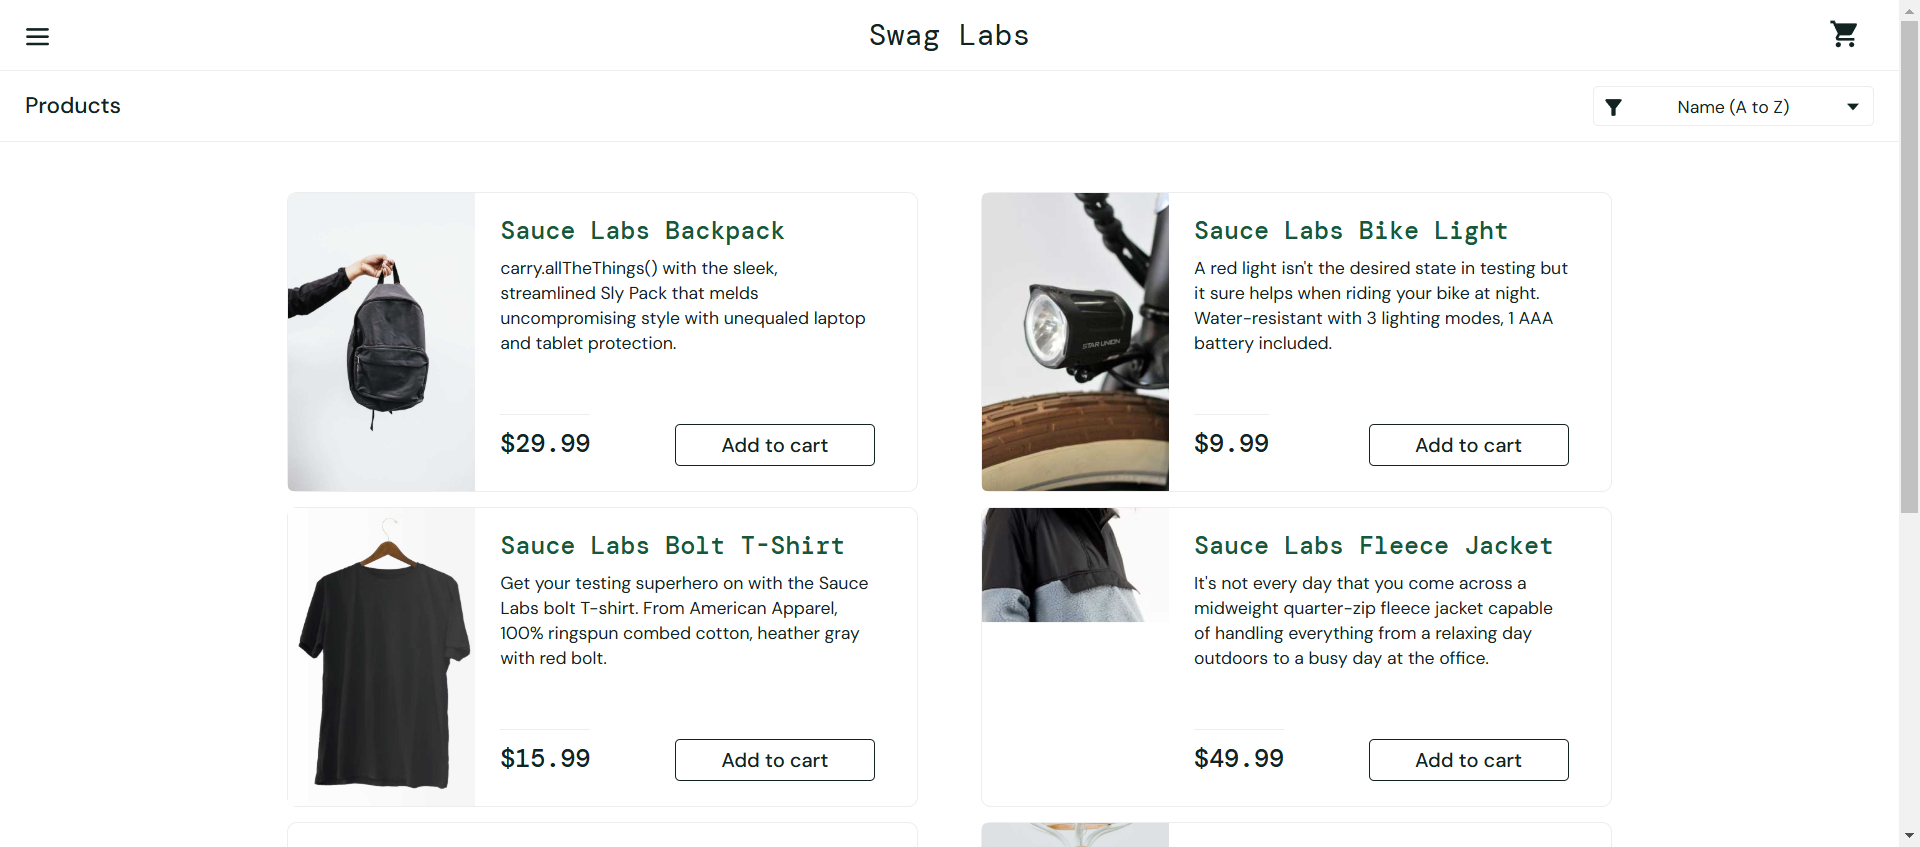 Swag Labs
Products
Name (A to Z)
Sauce Labs Backpack
carry.allTheThings() with the sleek,
streamlined Sly Pack that melds
uncompromising style with unequaled laptop
and tablet protection.
$29.99
Add to cart
Sauce Labs Bike Light
A red light isn't the desired state in testing but
it sure helps when riding your bike at night.
Water-resistant with 3 lighting modes, 1 AAA
battery included.
STAR UNION
$9.99
Add to cart
Sauce Labs Bolt T-Shirt
Get your testing superhero on with the Sauce
Labs bolt T-shirt. From American Apparel,
100% ringspun combed cotton, heather gray
with red bolt.
$15.99
Add to cart
Sauce Labs Fleece Jacket
It's not every day that you come across a
midweight quarter-zip fleece jacket capable
of handling everything from a relaxing day
outdoors to a busy day at the office.
$49.99
Add to cart